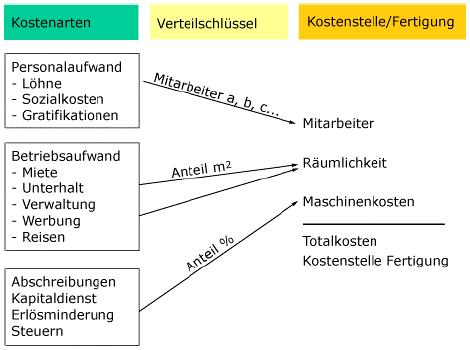 Kostenarten
Verteilschlüssel
Kostenstelle/Fertigung
Personalaufwand
- Löhne
- Sozialkosten
- Gratifikationen
Mitarbeiter a, b, c...
Mitarbeiter
Betriebsaufwand
- Miete
- Unterhalt
- Verwaltung
- Werbung
- Reisen
Anteil m²
Räumlichkeit
Maschinenkosten
Anteil %
Totalkosten
Kostenstelle Fertigung
Abschreibungen
Kapitaldienst
Erlösminderung
Steuern